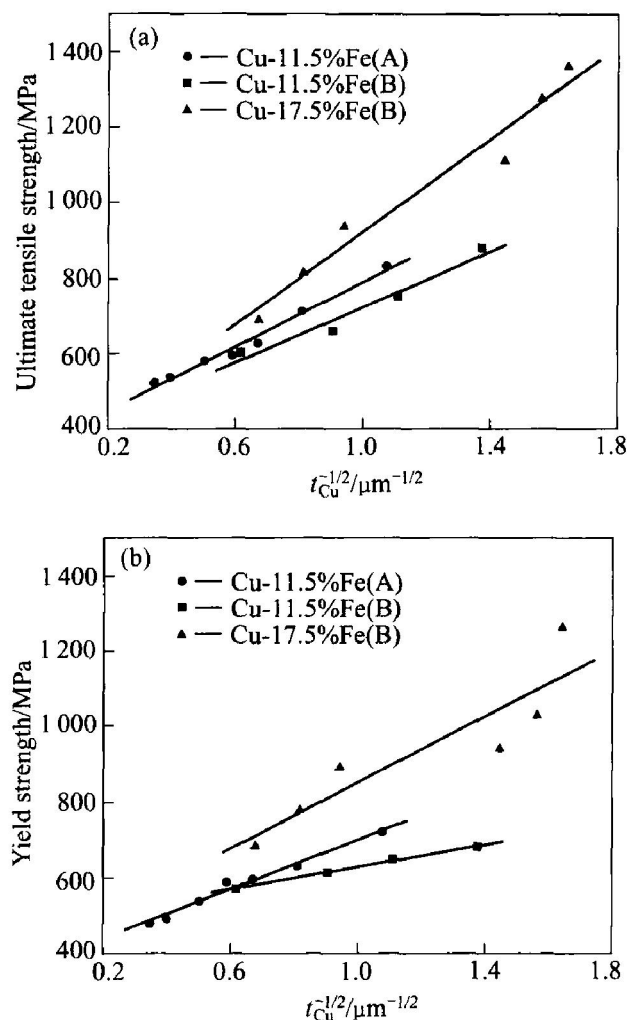 (a)
Cu-11.5%Fe(A)
Cu-11.5%Fe(B)
Cu-17.5%Fe(B)
1 400
1 200
1 000
800
600
400
Ultimate tensile strength/MPa
0.2 0.6 1.0 1.4 1.8
t_Cu^{-1/2}/μm^{-1/2}
(b)
Cu-11.5%Fe(A)
Cu-11.5%Fe(B)
Cu-17.5%Fe(B)
1 400
1 200
1 000
800
600
400
Yield strength/MPa
0.2 0.6 1.0 1.4 1.8
t_Cu^{-1/2}/μm^{-1/2}